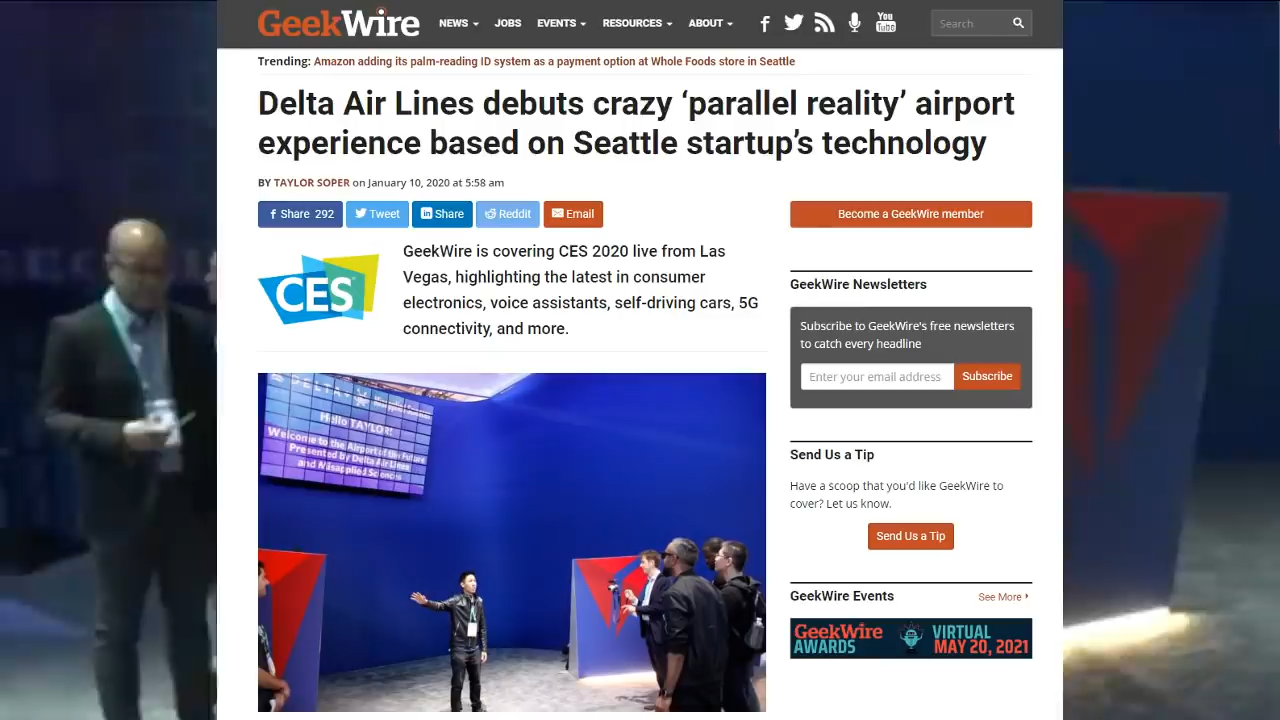 GeekWire
NEWS JOBS EVENTS RESOURCES ABOUT
You
Tube
Search
Trending: Amazon adding its palm-reading ID system as a payment option at Whole Foods store in Seattle
Delta Air Lines debuts crazy ‘parallel reality’ airport
experience based on Seattle startup’s technology
BY TAYLOR SOPER on January 10, 2020 at 5:58 am
Share 292
Tweet
Share
Reddit
Email
CES
GeekWire is covering CES 2020 live from Las
Vegas, highlighting the latest in consumer
electronics, voice assistants, self-driving cars, 5G
connectivity, and more.
DELTA
Hello TAYLOR!
Welcome to the Airport of the Future
Presented by Delta Air Lines
and Misapplied Sciences
Become a GeekWire member
GeekWire Newsletters
Subscribe to GeekWire's free newsletters
to catch every headline
Enter your email address
Subscribe
Send Us a Tip
Have a scoop that you'd like GeekWire to
cover? Let us know.
Send Us a Tip
GeekWire Events
See More
GeekWire
AWARDS
VIRTUAL
MAY 20, 2021